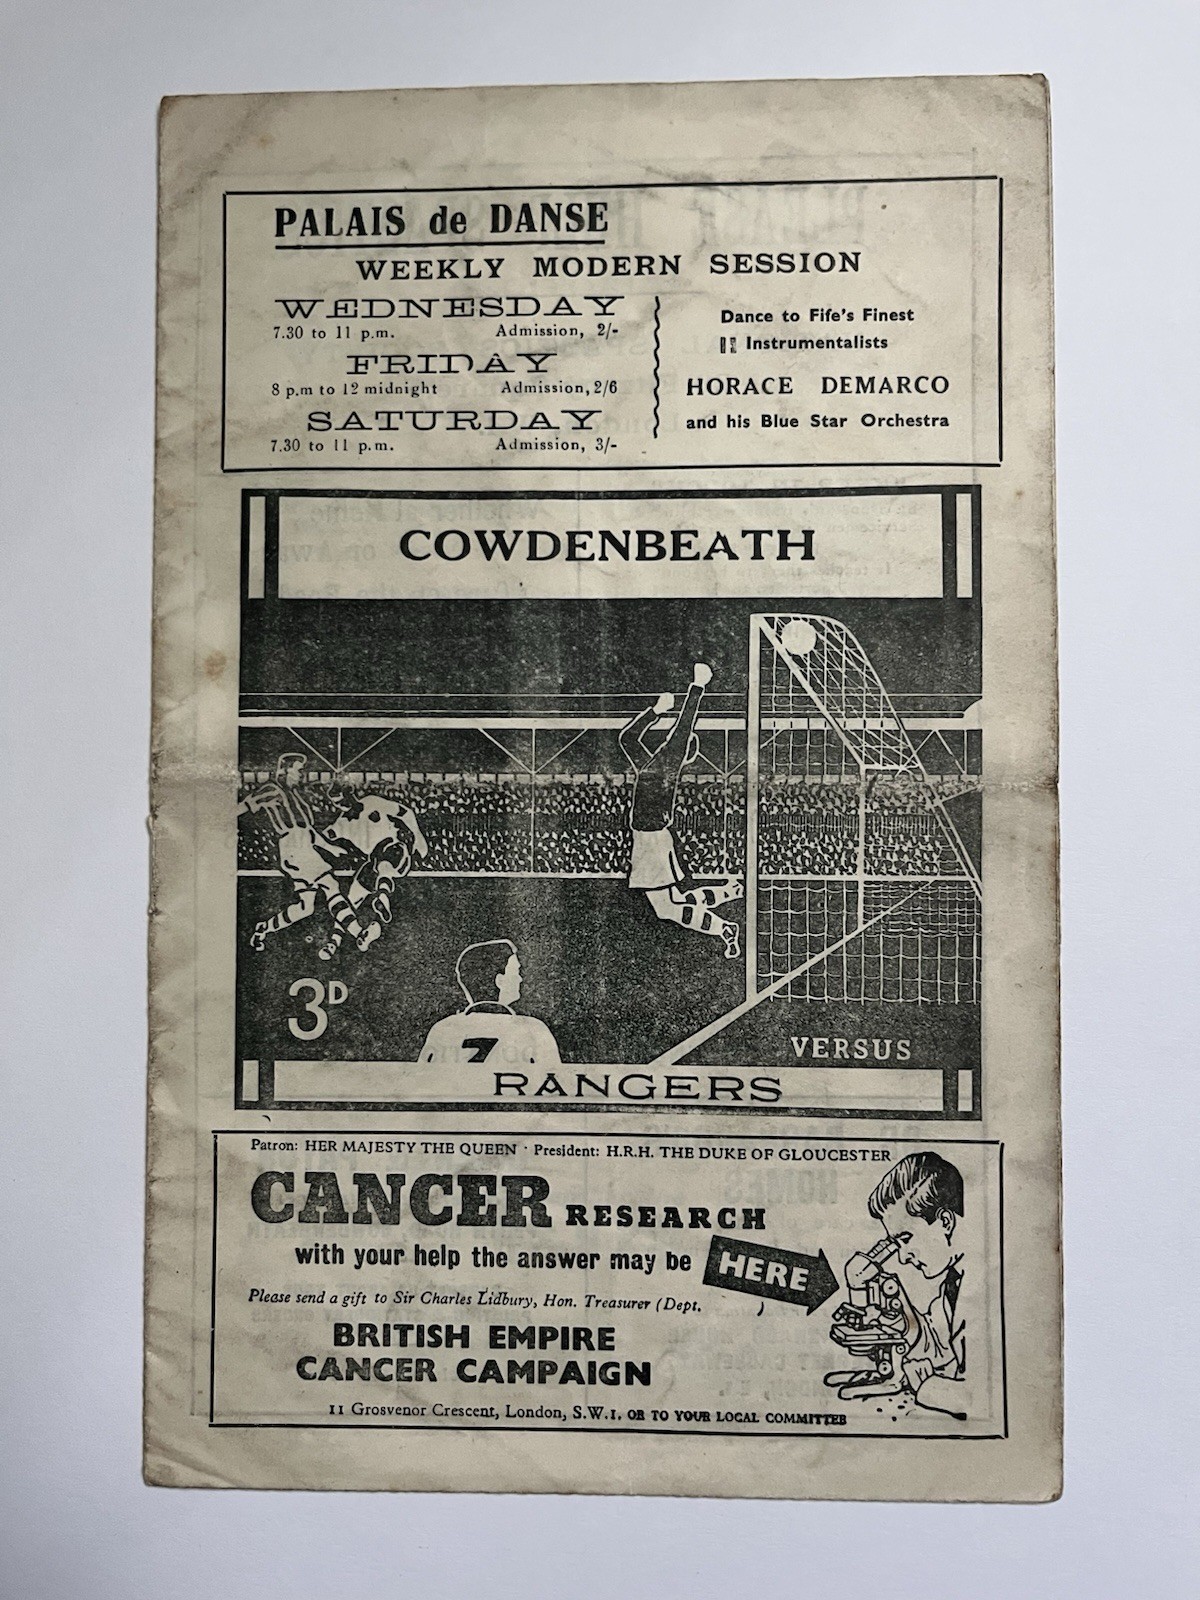 PALAIS de DANSE
WEEKLY MODERN SESSION
WEDNESDAY
7.30 to 11 p.m. Admission, 2/-
FRIDAY
8 p.m to 12 midnight Admission, 2/6
SATURDAY
7.30 to 11 p.m. Admission, 3/-
Dance to Fife's Finest
11 Instrumentalists
HORACE DEMARCO
and his Blue Star Orchestra
COWDENBEATH
3D
7
VERSUS
RANGERS
Patron: HER MAJESTY THE QUEEN · President: H.R.H. THE DUKE OF GLOUCESTER
CANCER RESEARCH
with your help the answer may be HERE
Please send a gift to Sir Charles Lidbury, Hon. Treasurer (Dept.
BRITISH EMPIRE
CANCER CAMPAIGN
11 Grosvenor Crescent, London, S.W.1. OR TO YOUR LOCAL COMMITTEE